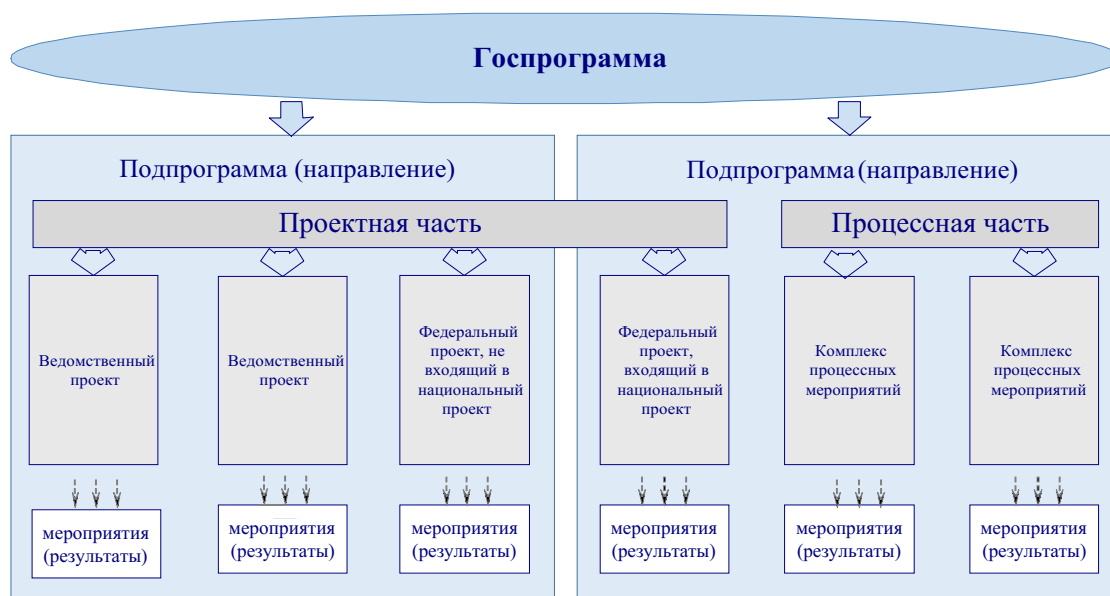 Госпрограмма
Подпрограмма (направление)
Подпрограмма (направление)
Проектная часть
Процессная часть
Ведомственный
проект
Ведомственный
проект
Федеральный
проект, не
входящий в
национальный
проект
Федеральный
проект,
входящий в
национальный
проект
Комплекс
процессных
мероприятий
Комплекс
процессных
мероприятий
мероприятия
(результаты)
мероприятия
(результаты)
мероприятия
(результаты)
мероприятия
(результаты)
мероприятия
(результаты)
мероприятия
(результаты)